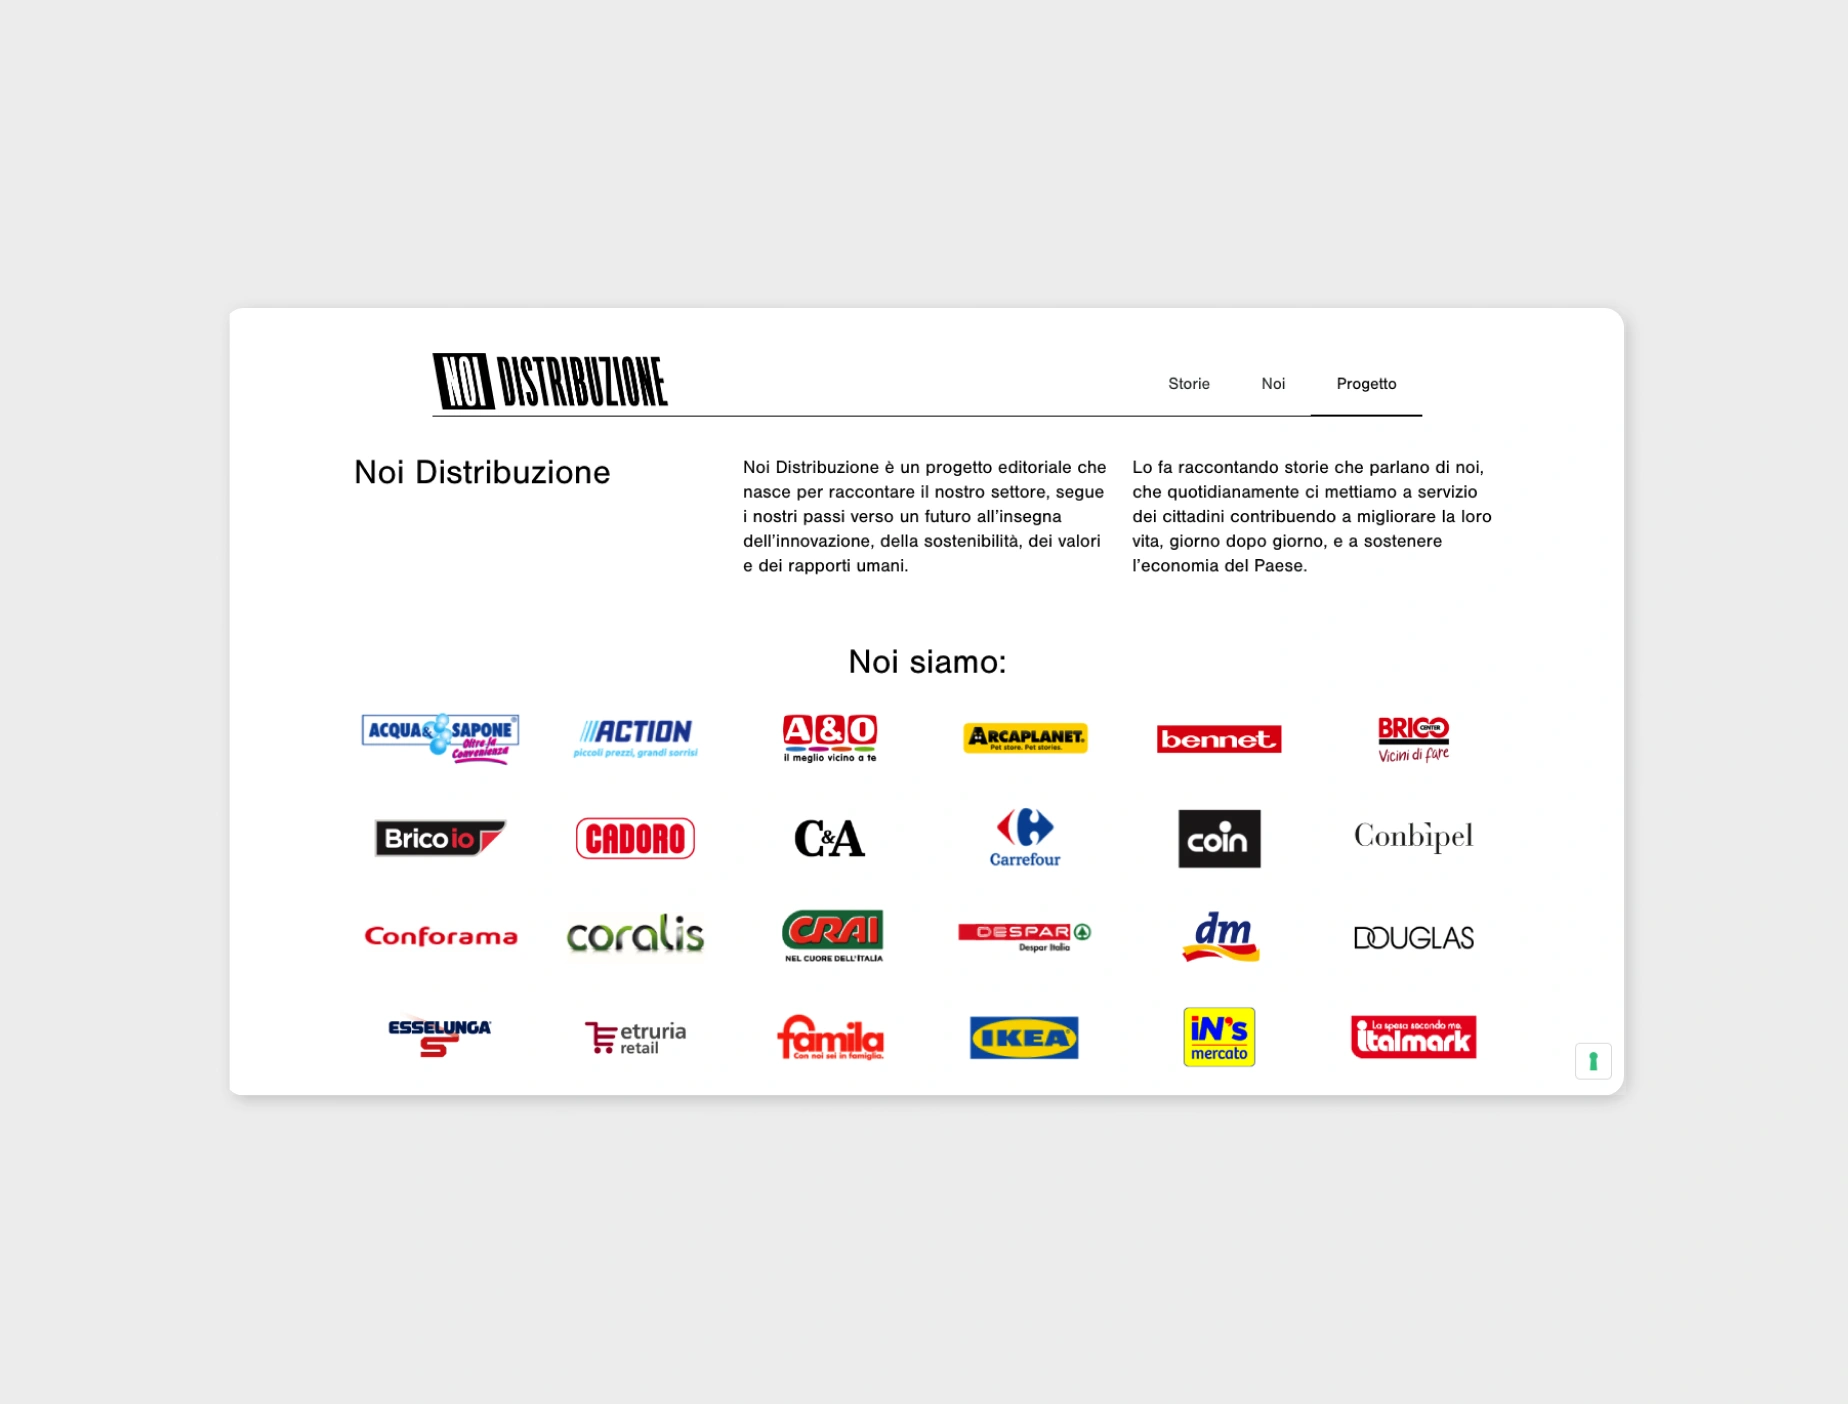 NOI DISTRIBUZIONE
Storie Noi Progetto
Noi Distribuzione
Noi Distribuzione è un progetto editoriale che
nasce per raccontare il nostro settore, segue
i nostri passi verso un futuro all’insegna
dell’innovazione, della sostenibilità, dei valori
e dei rapporti umani.
Lo fa raccontando storie che parlano di noi,
che quotidianamente ci mettiamo a servizio
dei cittadini contribuendo a migliorare la loro
vita, giorno dopo giorno, e a sostenere
l’economia del Paese.
Noi siamo:
ACQUA & SAPONE®
Oltre la
Convenienza
ACTION
piccoli prezzi, grandi sorrisi
A&O
il meglio vicino a te
ARCAPLANET.
Pet store. Pet stories.
bennet
BRICO CENTER
Vicini di fare
Brico io
CADORO
C&A
Carrefour
coin
Conbipel
Conforama
coralis
CRAI
NEL CUORE DELL'ITALIA
DESPAR
Despar Italia
dm
DOUGLAS
ESSELUNGA
S
etruria
retail
famila
Con noi sei in famiglia.
IKEA
iN's
mercato
La spesa secondo me.
italmark